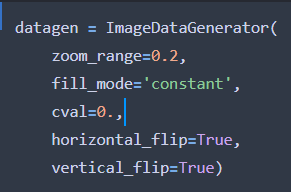 datagen = ImageDataGenerator(
    zoom_range=0.2,
    fill_mode='constant',
    cval=0.,
    horizontal_flip=True,
    vertical_flip=True)